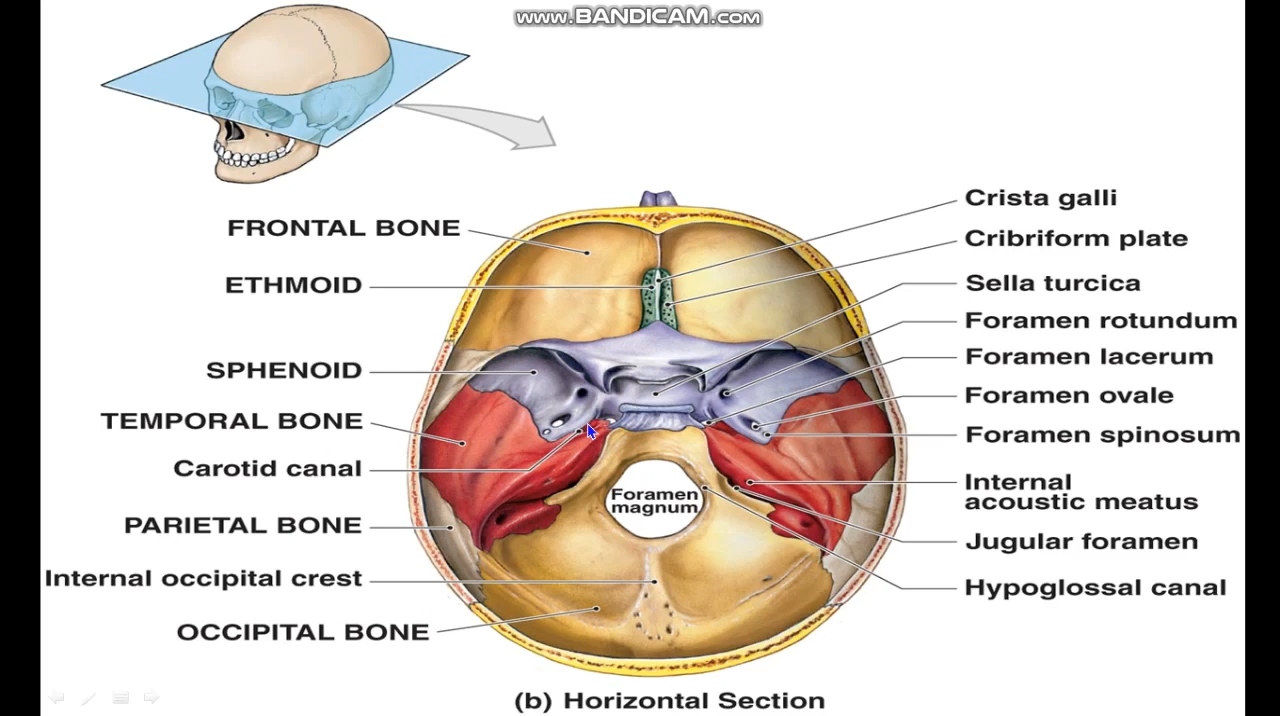 www.BANDICAM.com
FRONTAL BONE
ETHMOID
SPHENOID
TEMPORAL BONE
Carotid canal
PARIETAL BONE
Internal occipital crest
OCCIPITAL BONE
Crista galli
Cribriform plate
Sella turcica
Foramen rotundum
Foramen lacerum
Foramen ovale
Foramen spinosum
Internal
acoustic meatus
Jugular foramen
Hypoglossal canal
Foramen
magnum
(b) Horizontal Section